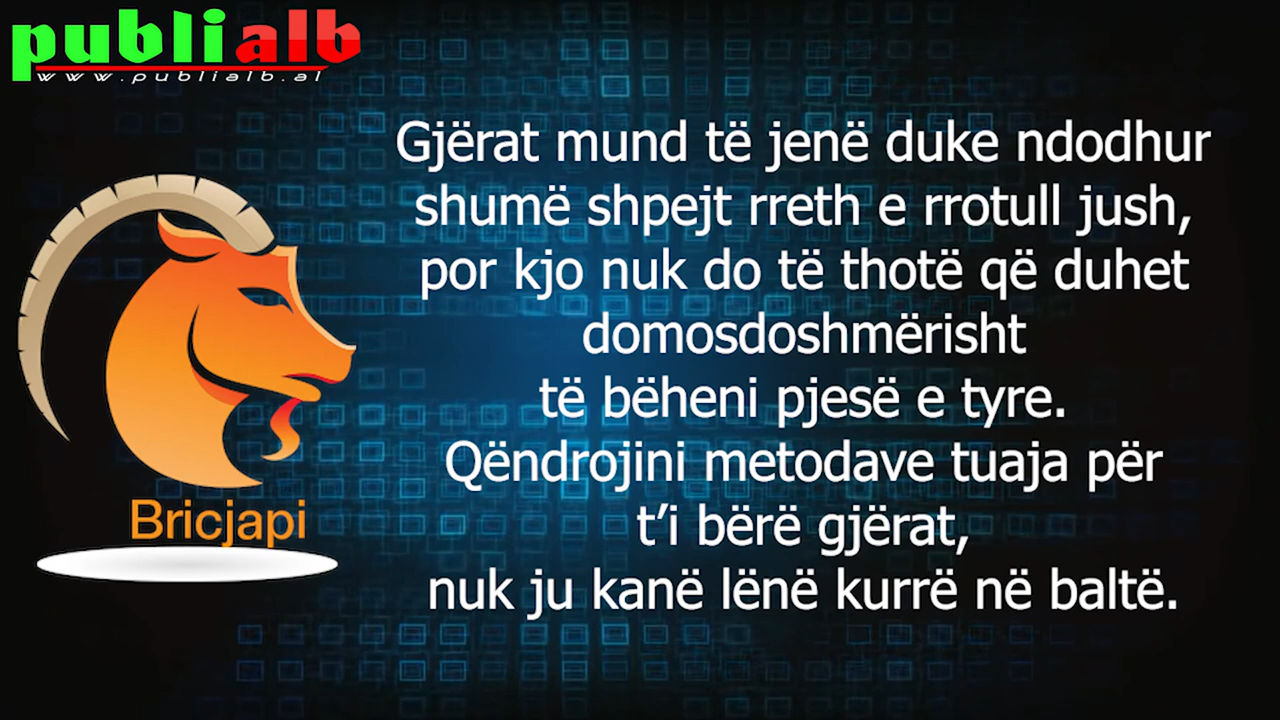 publialb
www.publialb.al
Gjërat mund të jenë duke ndodhur
shumë shpejt rreth e rrotull jush,
por kjo nuk do të thotë që duhet
domosdoshmërisht
të bëheni pjesë e tyre.
Qëndrojini metodave tuaja për
t’i bërë gjërat,
nuk ju kanë lënë kurrë në baltë.
Bricjapi